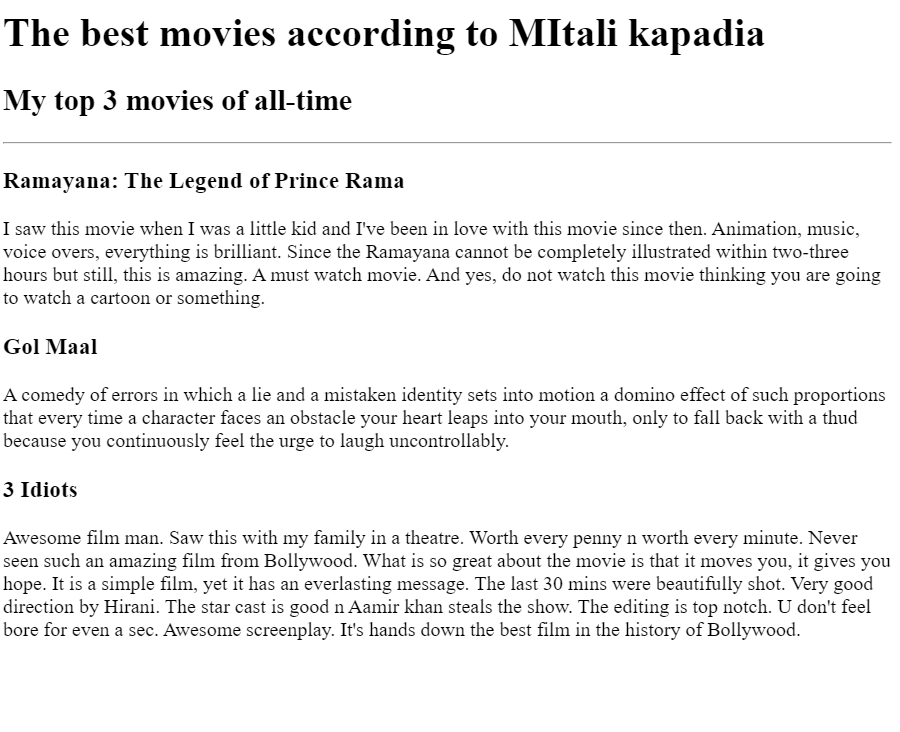 The best movies according to MItali kapadia
My top 3 movies of all-time
Ramayana: The Legend of Prince Rama
I saw this movie when I was a little kid and I've been in love with this movie since then. Animation, music,
voice overs, everything is brilliant. Since the Ramayana cannot be completely illustrated within two-three
hours but still, this is amazing. A must watch movie. And yes, do not watch this movie thinking you are going
to watch a cartoon or something.
Gol Maal
A comedy of errors in which a lie and a mistaken identity sets into motion a domino effect of such proportions
that every time a character faces an obstacle your heart leaps into your mouth, only to fall back with a thud
because you continuously feel the urge to laugh uncontrollably.
3 Idiots
Awesome film man. Saw this with my family in a theatre. Worth every penny n worth every minute. Never
seen such an amazing film from Bollywood. What is so great about the movie is that it moves you, it gives you
hope. It is a simple film, yet it has an everlasting message. The last 30 mins were beautifully shot. Very good
direction by Hirani. The star cast is good n Aamir khan steals the show. The editing is top notch. U don't feel
bore for even a sec. Awesome screenplay. It's hands down the best film in the history of Bollywood.